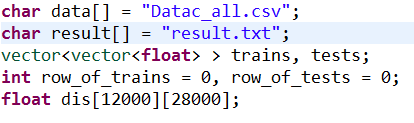 char data[] = "Datac_all.csv";
char result[] = "result.txt";
vector<vector<float> > trains, tests;
int row_of_trains = 0, row_of_tests = 0;
float dis[12000][28000];